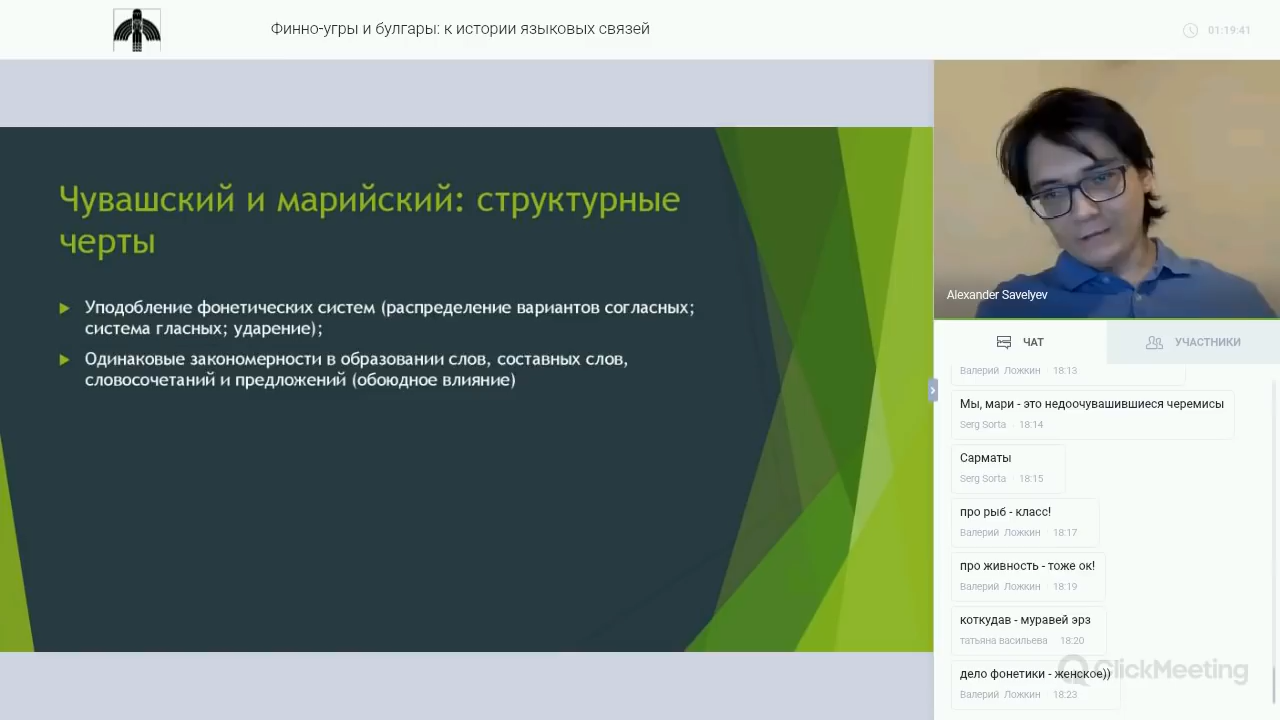 Финно-угры и булгары: к истории языковых связей
01:19:41
Чувашский и марийский: структурные
черты
Уподобление фонетических систем (распределение вариантов согласных;
система гласных; ударение);
Одинаковые закономерности в образовании слов, составных слов,
словосочетаний и предложений (обоюдное влияние)
Alexander Savelyev
ЧАТ
УЧАСТНИКИ
Валерий Ложкин 18:13
Мы, мари - это недоочувашившиеся черемисы
Serg Sorta · 18:14
Сарматы
Serg Sorta · 18:15
про рыб - класс!
Валерий Ложкин · 18:17
про живность - тоже ок!
Валерий Ложкин · 18:19
коткудав - муравей эрз
татьяна васильева · 18:20
дело фонетики - женское))
Валерий Ложкин · 18:23
ClickMeeting